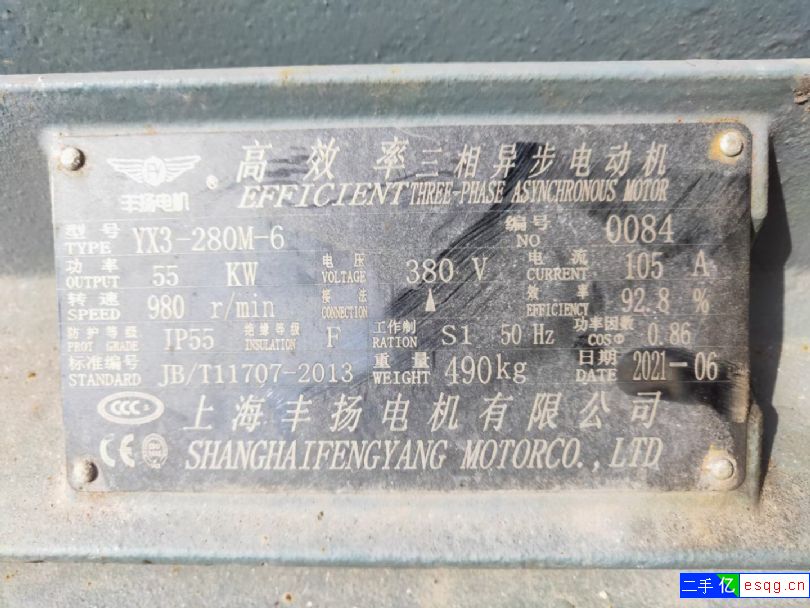 丰扬电机
高效率三相异步电动机
EFFICIENT THREE-PHASE ASYNCHRONOUS MOTOR
型号 TYPE YX3-280M-6 编号 NO 0084
功率 OUTPUT 55 KW 电压 VOLTAGE 380 V 电流 CURRENT 105 A
转速 SPEED 980 r/min 接法 CONNECTION 效率 EFFICIENCY 92.8 %
防护等级 PROT GRADE IP55 绝缘等级 INSULATION F 工作制 RATION S1 50 Hz 功率因数 COSΦ 0.86
标准编号 STANDARD JB/T11707-2013 重量 WEIGHT 490kg 日期 DATE 2021-06
CCC 上海丰扬电机有限公司
CE SHANGHAIFENGYANG MOTORCO.,LTD
二手亿 esqg.cn